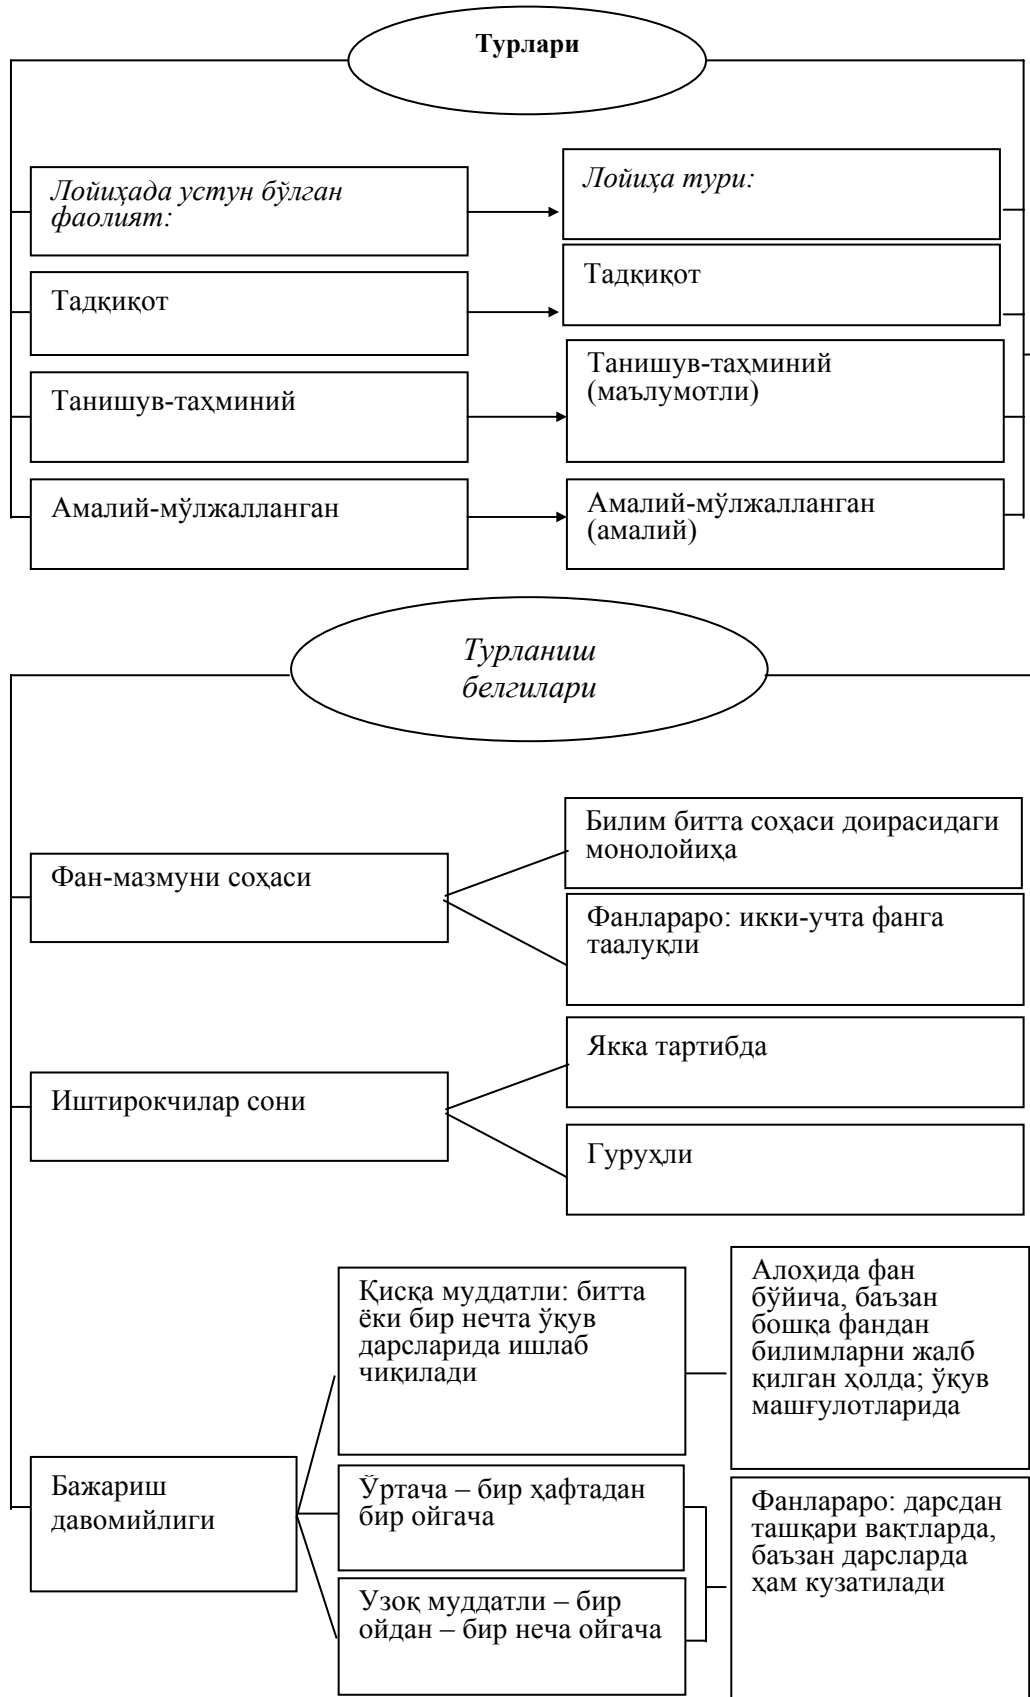 Турлари
Лойиҳада устун бўлган
фаолият:
Лойиҳа тури:
Тадқиқот
Тадқиқот
Танишув-таҳминий
Танишув-таҳминий
(маълумотли)
Амалий-мўлжалланган
Амалий-мўлжалланган
(амалий)
Турланиш
белгилари
Фан-мазмуни соҳаси
Билим битта соҳаси доирасидаги
монолойиҳа
Фанлараро: икки-учта фанга
таалуқли
Иштирокчилар сони
Якка тартибда
Гуруҳли
Бажариш
давомийлиги
Қисқа муддатли: битта
ёки бир нечта ўқув
дарсларида ишлаб
чиқилади
Алоҳида фан
бўйича, баъзан
бошқа фандан
билимларни жалб
қилган ҳолда; ўқув
машғулотларида
Ўртача – бир ҳафтадан
бир ойгача
Узоқ муддатли – бир
ойдан – бир неча ойгача
Фанлараро: дарсдан
ташқари вақтларда,
баъзан дарсларда
ҳам кузатилади